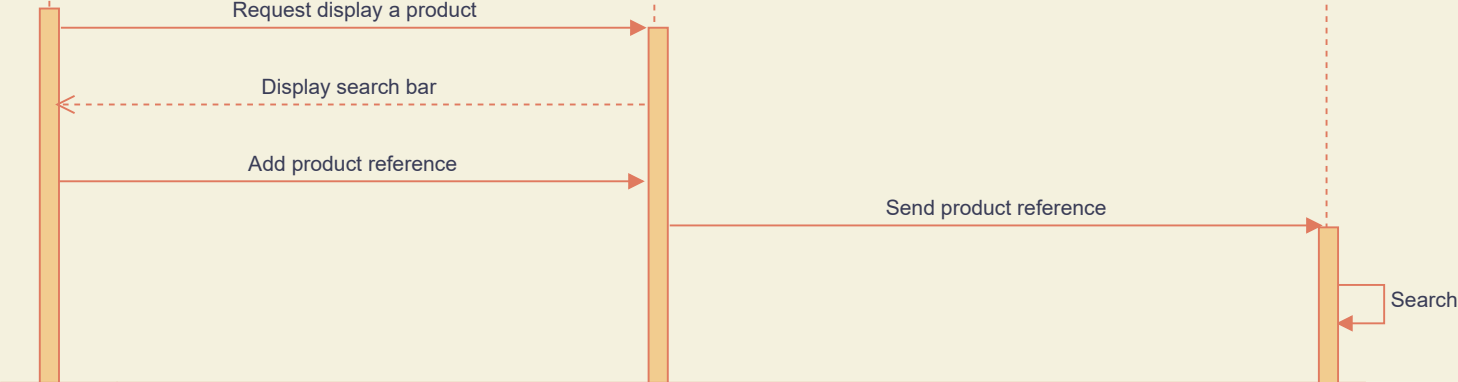 Request display a product
Display search bar
Add product reference
Send product reference
Search